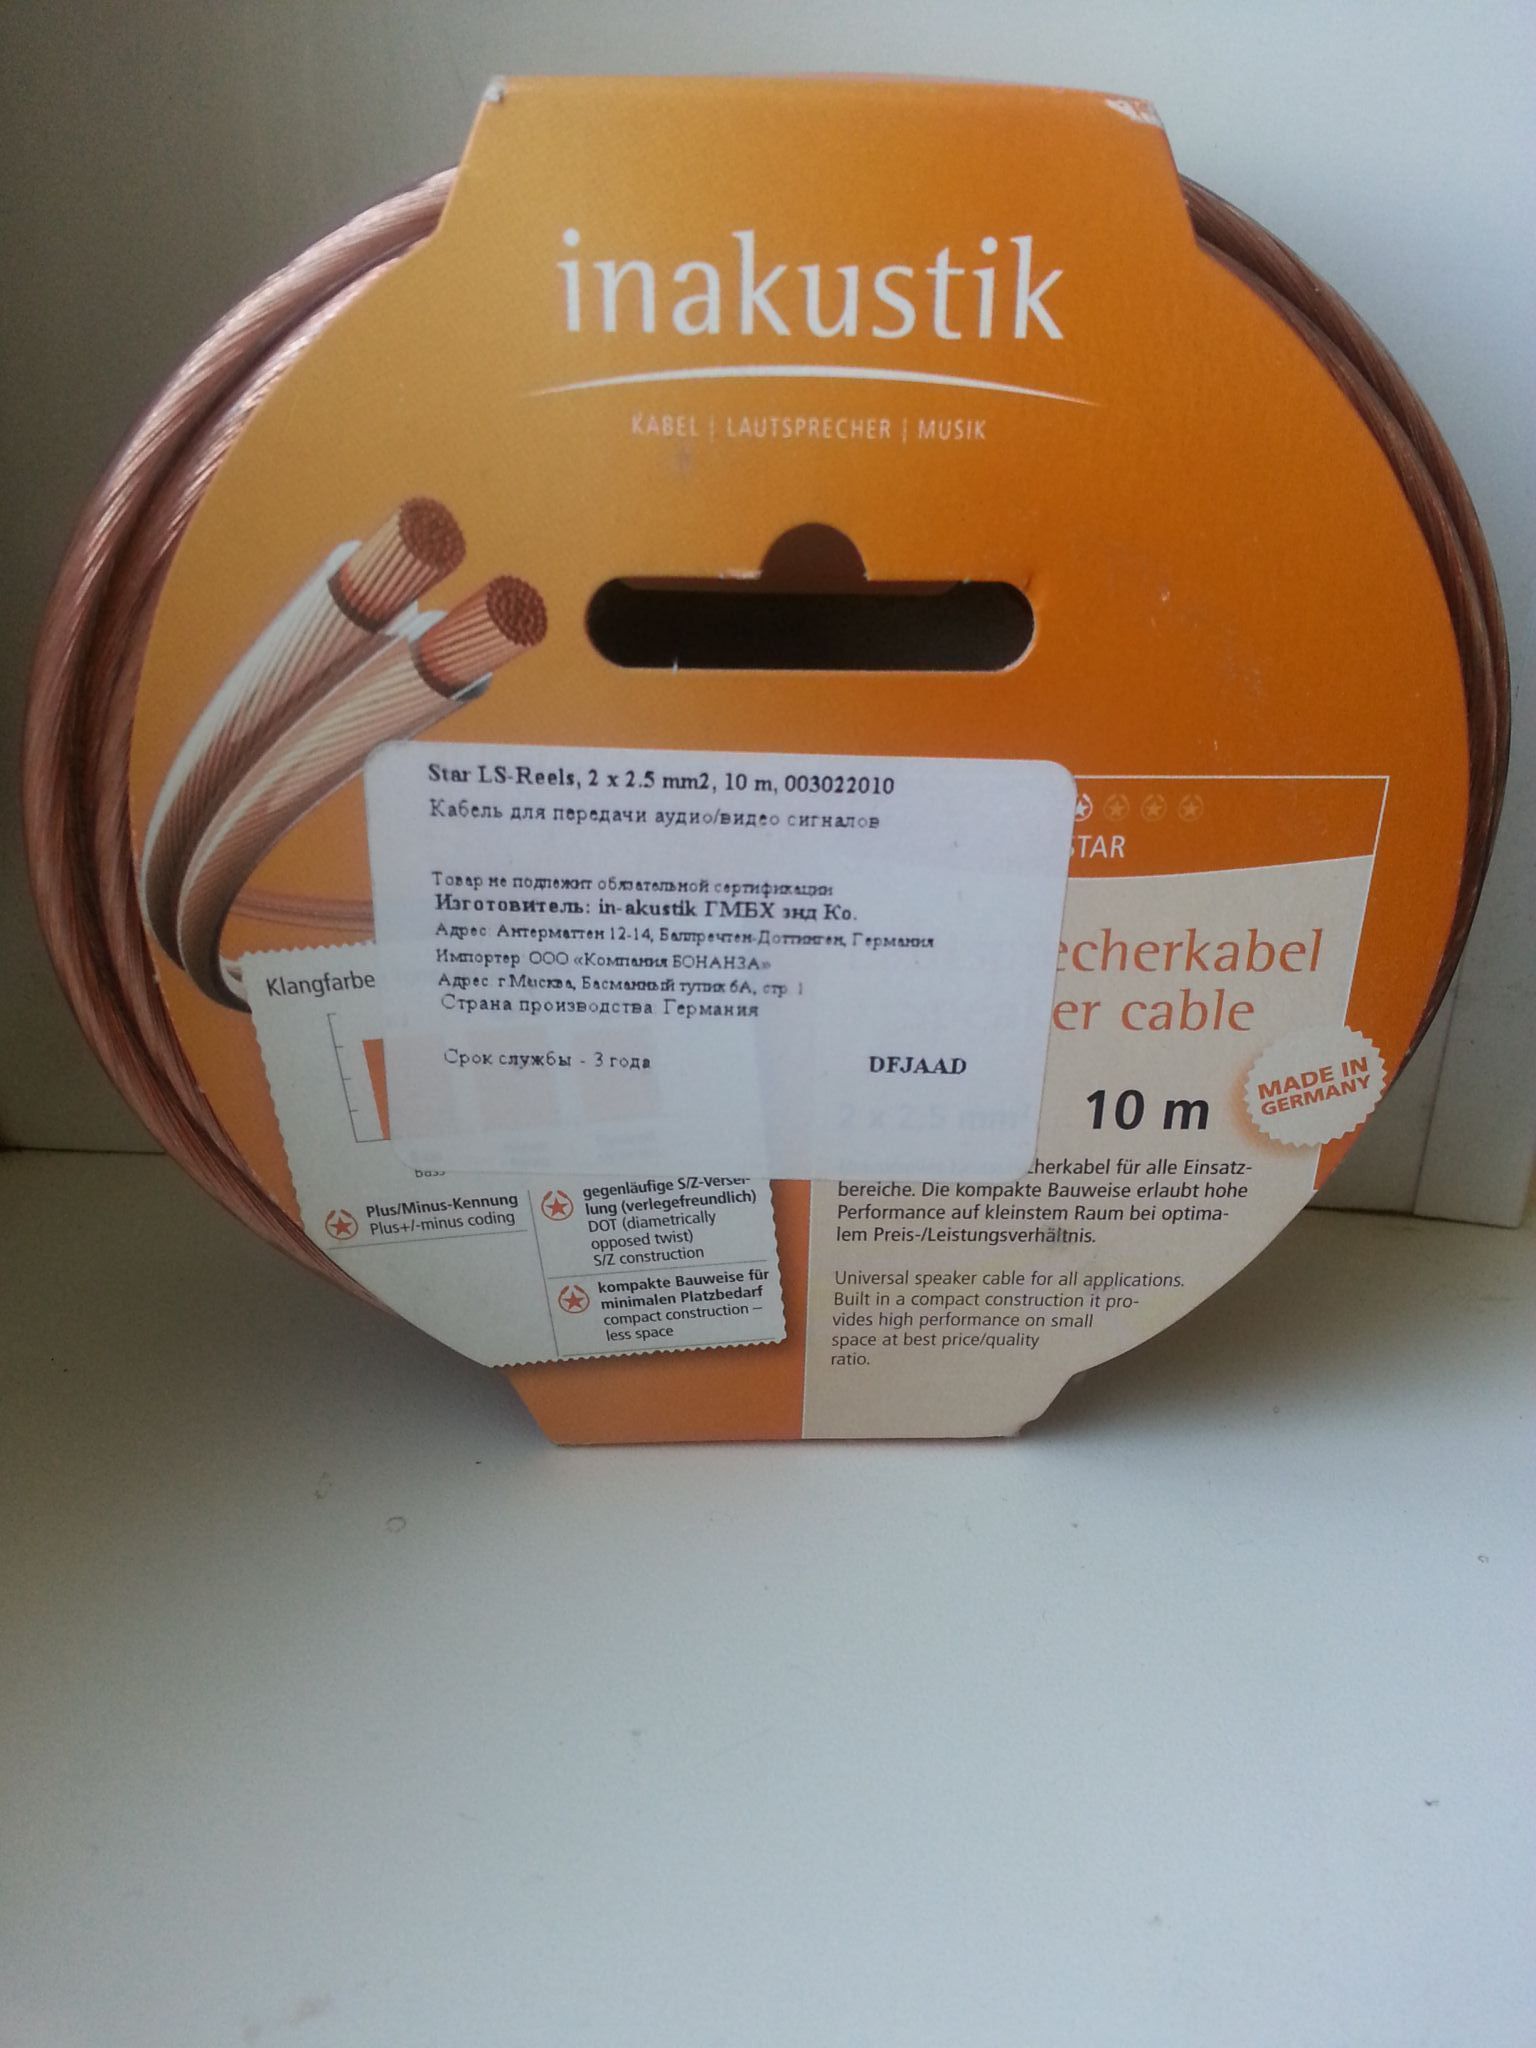 inakustik
KABEL | LAUTSPRECHER | MUSIK
Star LS-Reels, 2 x 2.5 mm2, 10 m, 003022010
Кабель для передачи аудио/видео сигналов
Товар не подлежит обязательной сертификации
Изготовитель: in-akustik ГМБХ энд Ко.
Адрес: Антерматтен 12-14, Баллречтен-Доттинген, Германия
Импортер: ООО «Компания БОНАНЗА»
Адрес: г.Москва, Басманный тупик 6А, стр. 1
Страна производства: Германия
Срок службы - 3 года
DFJAAD
STAR
echerkabel
er cable
2 x 2.5 mm²
10 m
MADE IN
GERMANY
Klangfarbe
Bass
Plus/Minus-Kennung
Plus+/-minus coding
gegenläufige S/Z-Versei-
lung (verlegefreundlich)
DOT (diametrically
opposed twist)
S/Z construction
kompakte Bauweise für
minimalen Platzbedarf
compact construction –
less space
cherkabel für alle Einsatz-
bereiche. Die kompakte Bauweise erlaubt hohe
Performance auf kleinstem Raum bei optima-
lem Preis-/Leistungsverhältnis.
Universal speaker cable for all applications.
Built in a compact construction it pro-
vides high performance on small
space at best price/quality
ratio.